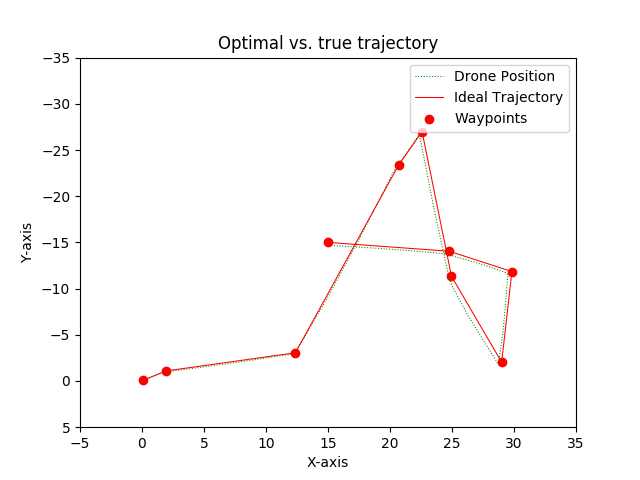 Optimal vs. true trajectory
Drone Position
Ideal Trajectory
Waypoints
Y-axis
−35
−30
−25
−20
−15
−10
−5
0
5
−5 0 5 10 15 20 25 30 35
X-axis